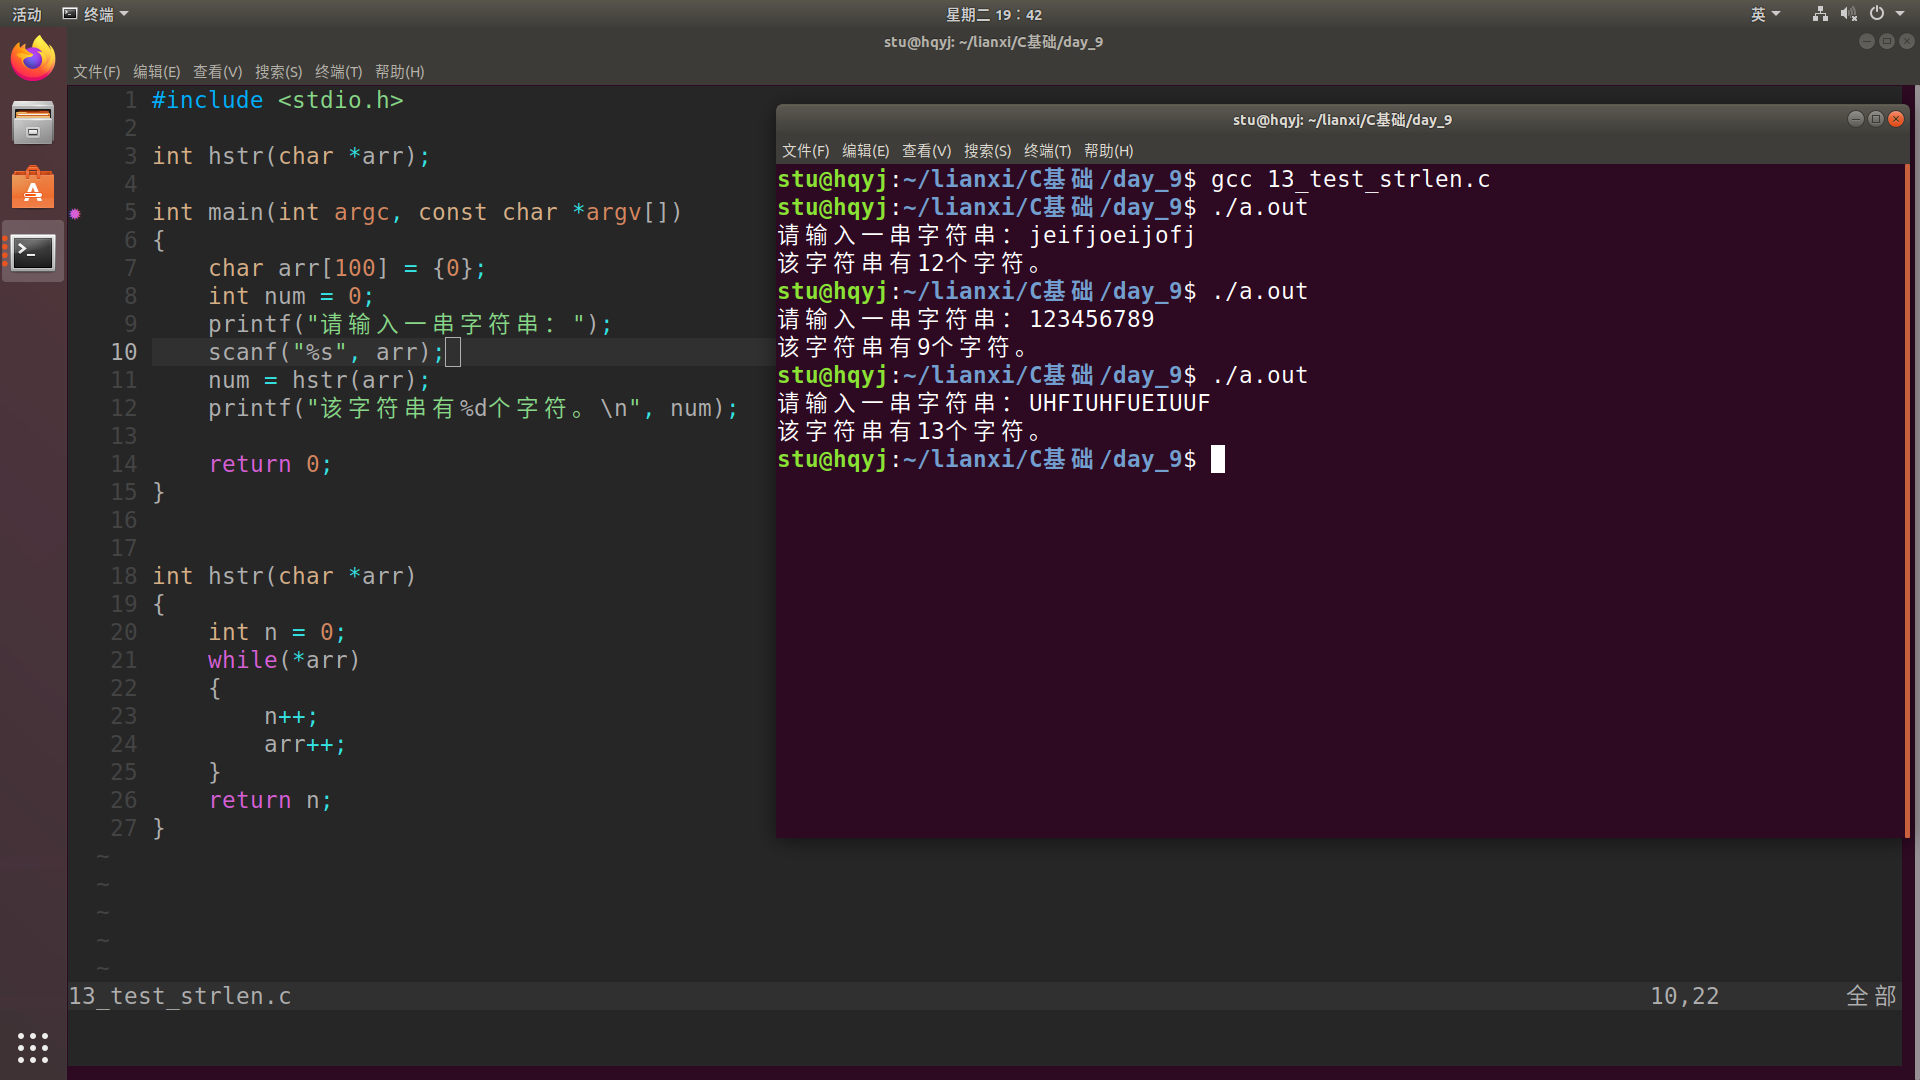 活动 终端 星期二 19：42 英
stu@hqyj: ~/lianxi/C基础/day_9
文件(F) 编辑(E) 查看(V) 搜索(S) 终端(T) 帮助(H)
1 #include <stdio.h>
2
3 int hstr(char *arr);
4
5 int main(int argc, const char *argv[])
6 {
7     char arr[100] = {0};
8     int num = 0;
9     printf("请输入一串字符串：");
10     scanf("%s", arr);
11     num = hstr(arr);
12     printf("该字符串有%d个字符。\n", num);
13
14     return 0;
15 }
16
17
18 int hstr(char *arr)
19 {
20     int n = 0;
21     while(*arr)
22     {
23         n++;
24         arr++;
25     }
26     return n;
27 }
~
~
~
~
~
13_test_strlen.c 10,22 全部
stu@hqyj: ~/lianxi/C基础/day_9
文件(F) 编辑(E) 查看(V) 搜索(S) 终端(T) 帮助(H)
stu@hqyj:~/lianxi/C基础/day_9$ gcc 13_test_strlen.c
stu@hqyj:~/lianxi/C基础/day_9$ ./a.out
请输入一串字符串：jeifjoeijofj
该字符串有12个字符。
stu@hqyj:~/lianxi/C基础/day_9$ ./a.out
请输入一串字符串：123456789
该字符串有9个字符。
stu@hqyj:~/lianxi/C基础/day_9$ ./a.out
请输入一串字符串：UHFIUHFUEIUUF
该字符串有13个字符。
stu@hqyj:~/lianxi/C基础/day_9$